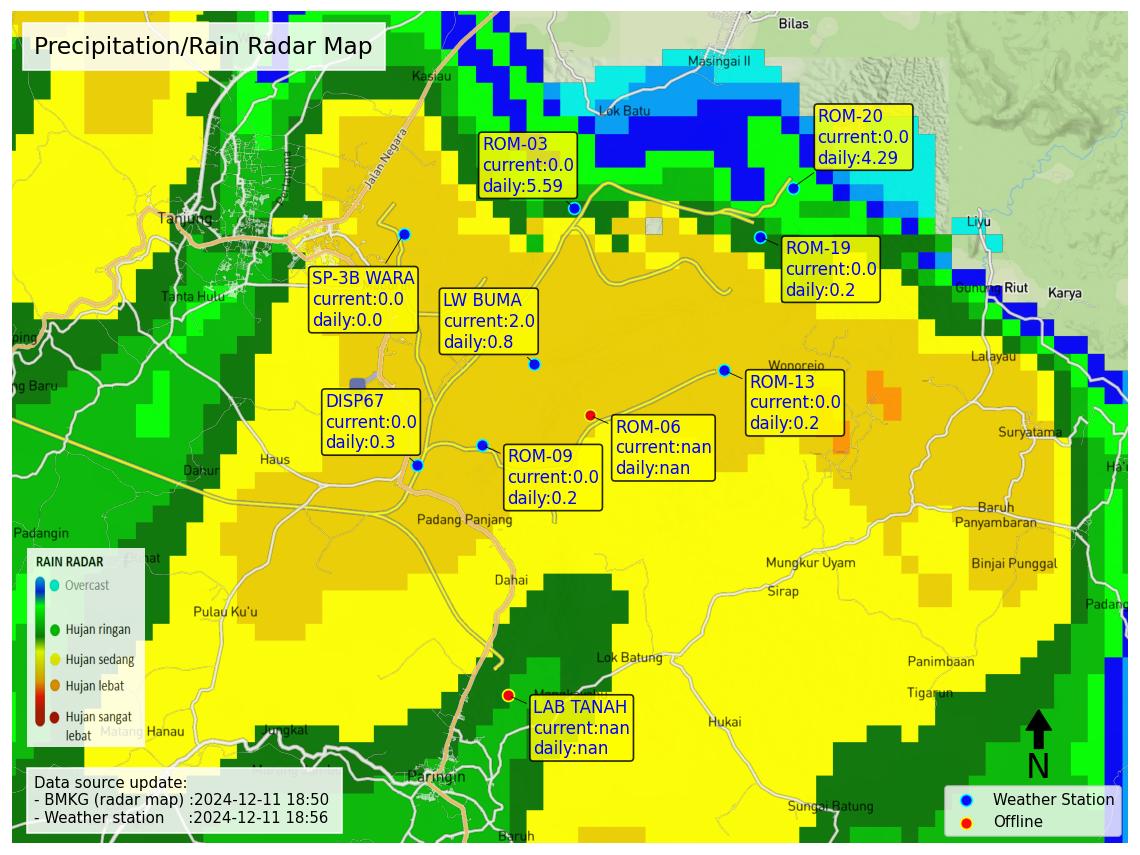 Precipitation/Rain Radar Map
Bilas
Masingai II
Kasiau
Lok Batu
Jalan Negara
ROM-03
current:0.0
daily:5.59
ROM-20
current:0.0
daily:4.29
Tanjung
Liyu
ROM-19
current:0.0
daily:0.2
SP-3B WARA
current:0.0
daily:0.0
Tanta Hulu
LW BUMA
current:2.0
daily:0.8
Gunung Riut
Karya
ping
ng Baru
Lalayau
Wonorejo
ROM-13
current:0.0
daily:0.2
DISP67
current:0.0
daily:0.3
ROM-06
current:nan
daily:nan
Suryatama
ROM-09
current:0.0
daily:0.2
Haus
Dahur
Ha'u
Padangin
Padang Panjang
Baruh
Panyambaran
Mungkur Uyam
Binjai Punggal
Dahai
Sirap
Padang
Pulau Ku'u
RAIN RADAR
Overcast
Hujan ringan
Hujan sedang
Hujan lebat
Hujan sangat
lebat
Lok Batung
Panimbaan
Tigarun
LAB TANAH
current:nan
daily:nan
Hukai
Matang Hanau
Jungkal
Paringin
Sungai Batung
Baruh
N
Data source update:
- BMKG (radar map) :2024-12-11 18:50
- Weather station :2024-12-11 18:56
Weather Station
Offline